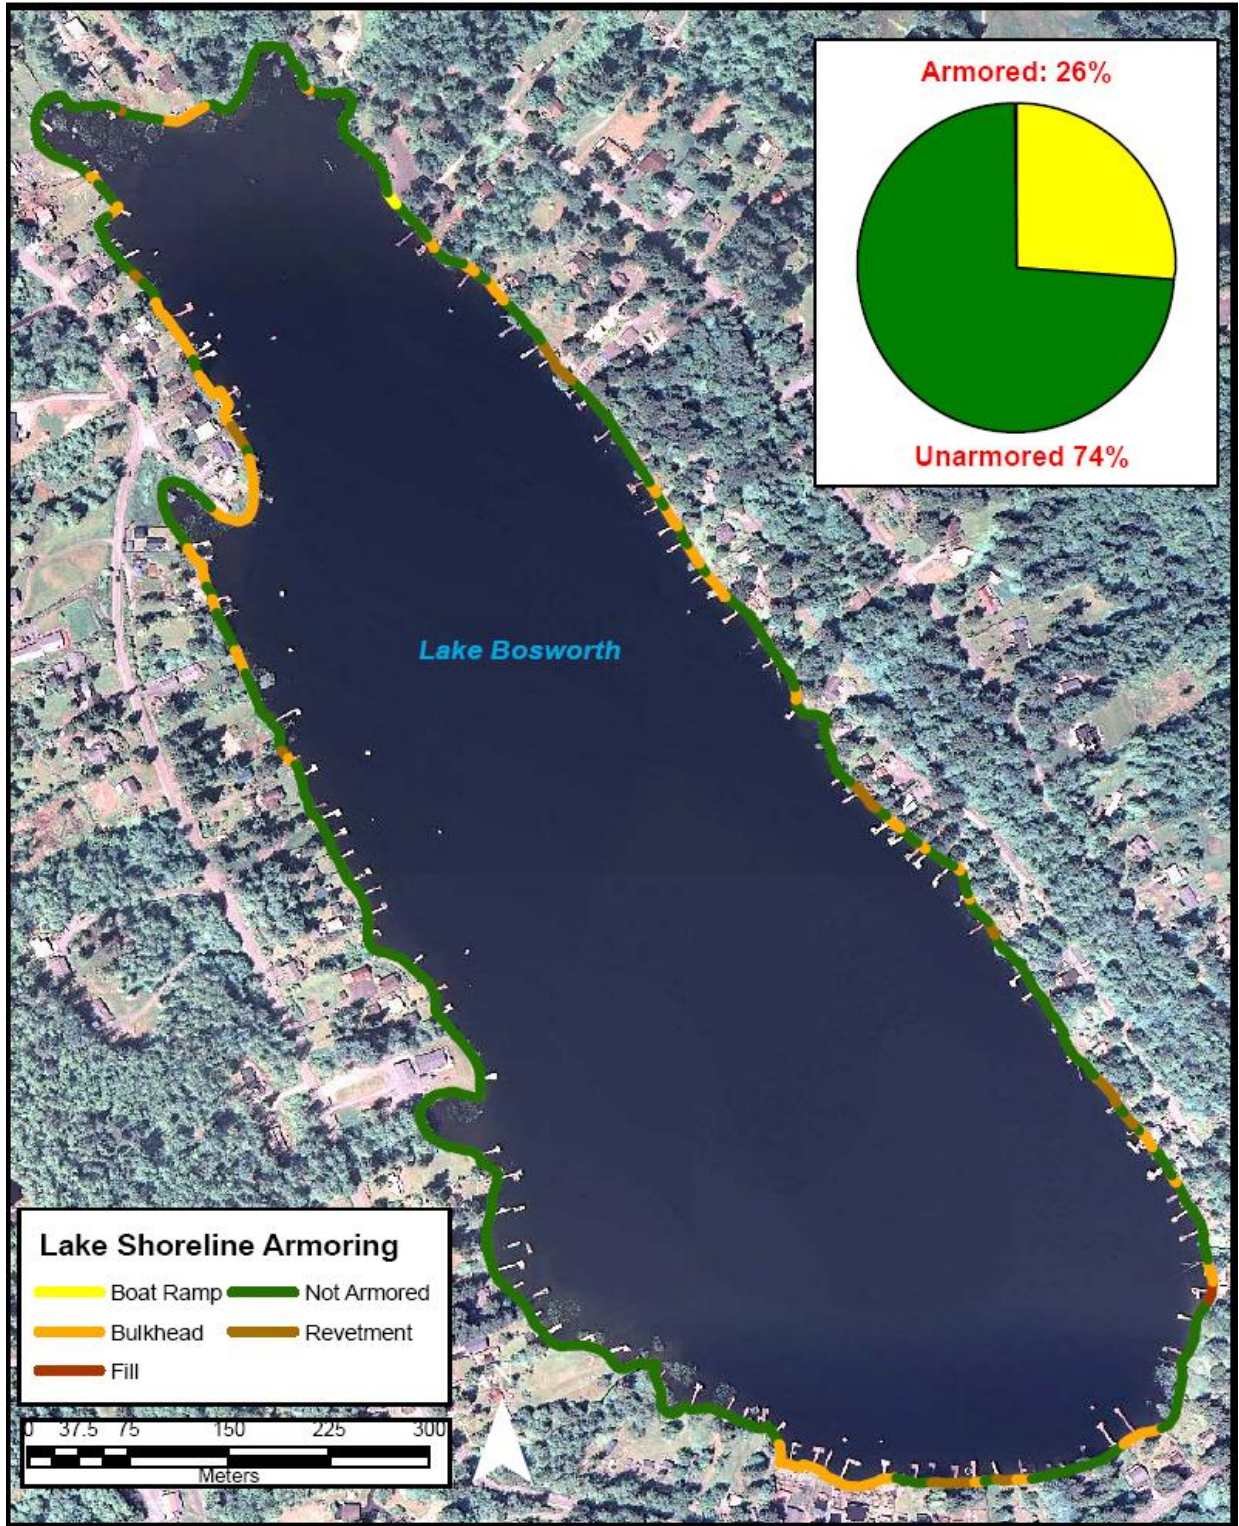 Armored: 26%
Unarmored 74%
Lake Bosworth
Lake Shoreline Armoring
Boat Ramp
Not Armored
Bulkhead
Revetment
Fill
0 37.5 75 150 225 300
Meters